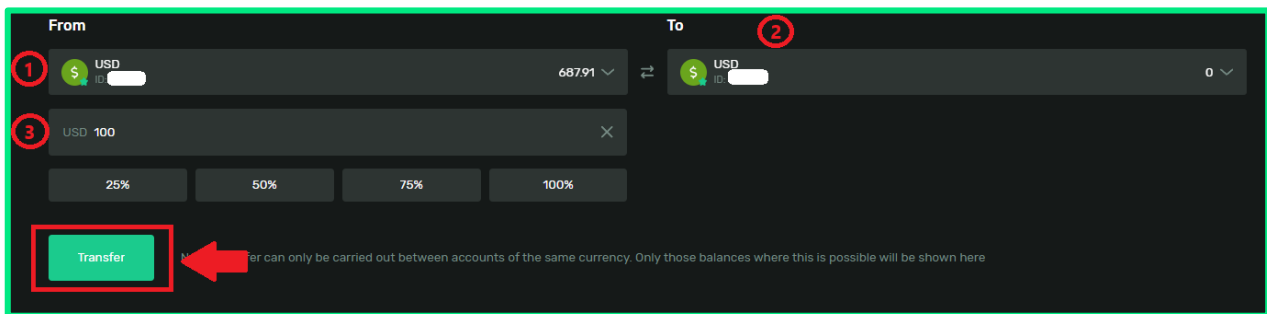 From
To
2
1
USD
ID:
687.91
USD
ID:
0
3
USD 100
25%
50%
75%
100%
Transfer
can only be carried out between accounts of the same currency. Only those balances where this is possible will be shown here